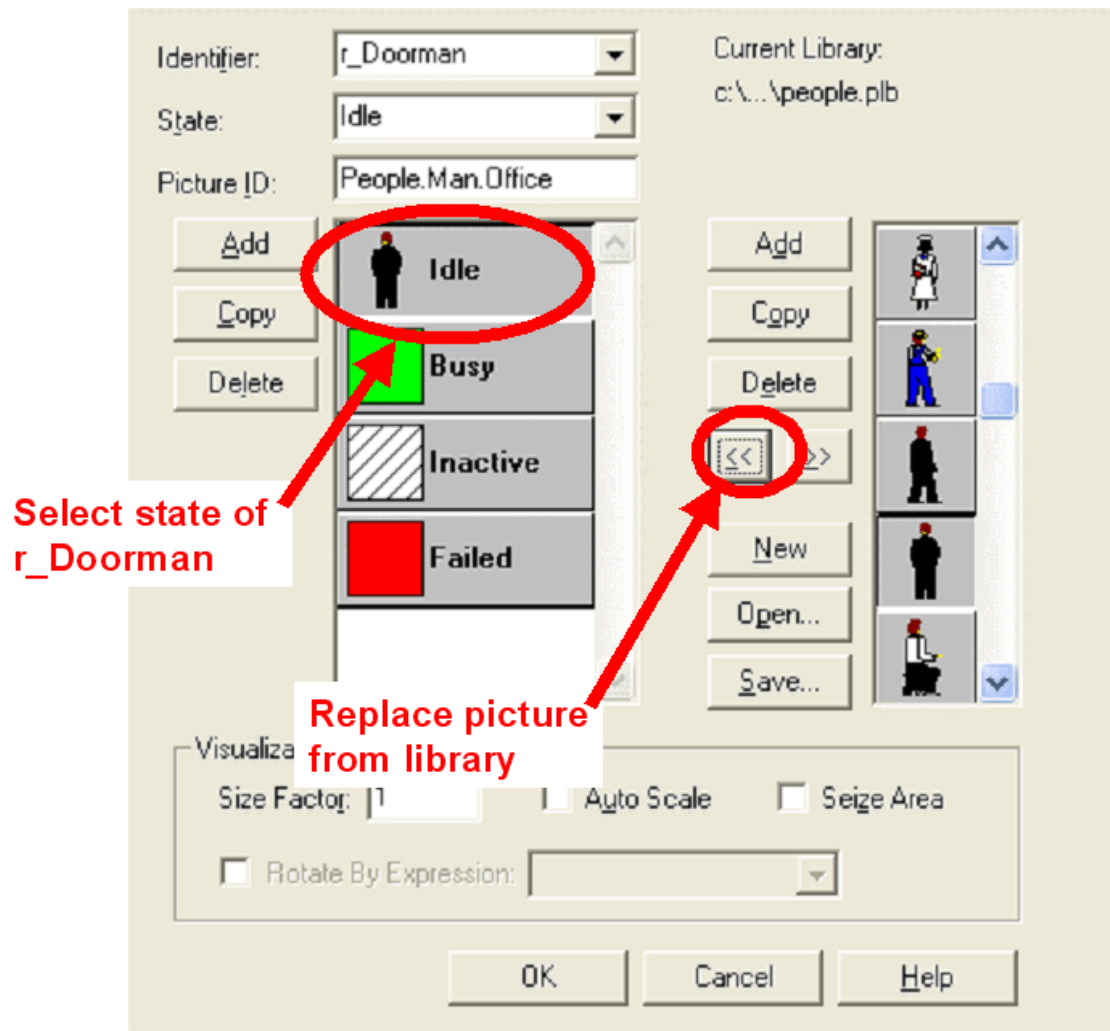 Identifier:
r_Doorman
Current Library:
c:\...\people.plb
State:
Idle
Picture ID:
People.Man.Office
Add
Copy
Delete
Idle
Busy
Inactive
Failed
Add
Copy
Delete
<<
>>
New
Open...
Save...
Select state of
r_Doorman
Replace picture
from library
Visualiza
Size Factor:
1
Auto Scale
Seize Area
Rotate By Expression:
OK
Cancel
Help